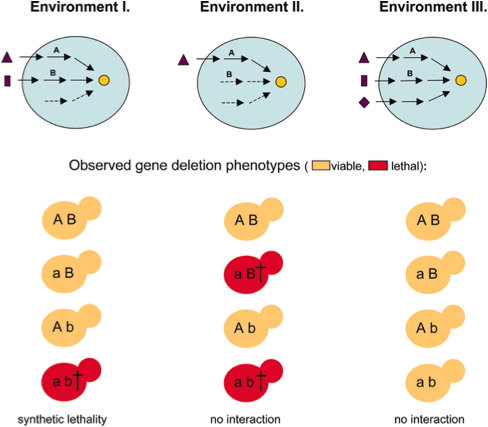 Environment I. Environment II. Environment III.
A A A
B B B
Observed gene deletion phenotypes ( viable, lethal):
A B A B A B
a B a B† a B
A b A b A b
a b† a b† a b
synthetic lethality no interaction no interaction